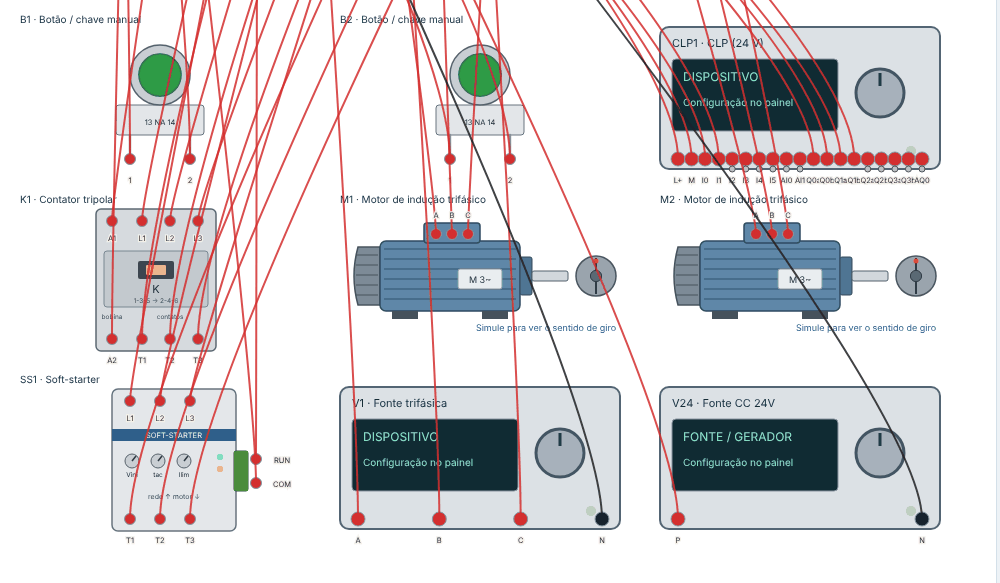 B1 · Botão / chave manual
B2 · Botão / chave manual
CLP1 · CLP (24 V)
DISPOSITIVO
Configuração no painel
13 NA 14
13 NA 14
1
2
1
2
L+ M I0 I1 I2 I3 I4 I5 AI0 AI1
AQ0
K1 · Contator tripolar
M1 · Motor de indução trifásico
M2 · Motor de indução trifásico
A B C
A B C
A1 L1 L2 L3
K
1-3-5 → 2-4-6
bobina
contatos
M 3~
M 3~
Simule para ver o sentido de giro
Simule para ver o sentido de giro
A2 T1 T2 T3
SS1 · Soft-starter
V1 · Fonte trifásica
V24 · Fonte CC 24V
L1 L2 L3
SOFT-STARTER
DISPOSITIVO
Configuração no painel
FONTE / GERADOR
Configuração no painel
RUN
COM
Vin tac Ilim
rede ↑ motor ↓
T1 T2 T3
A B C N
P N